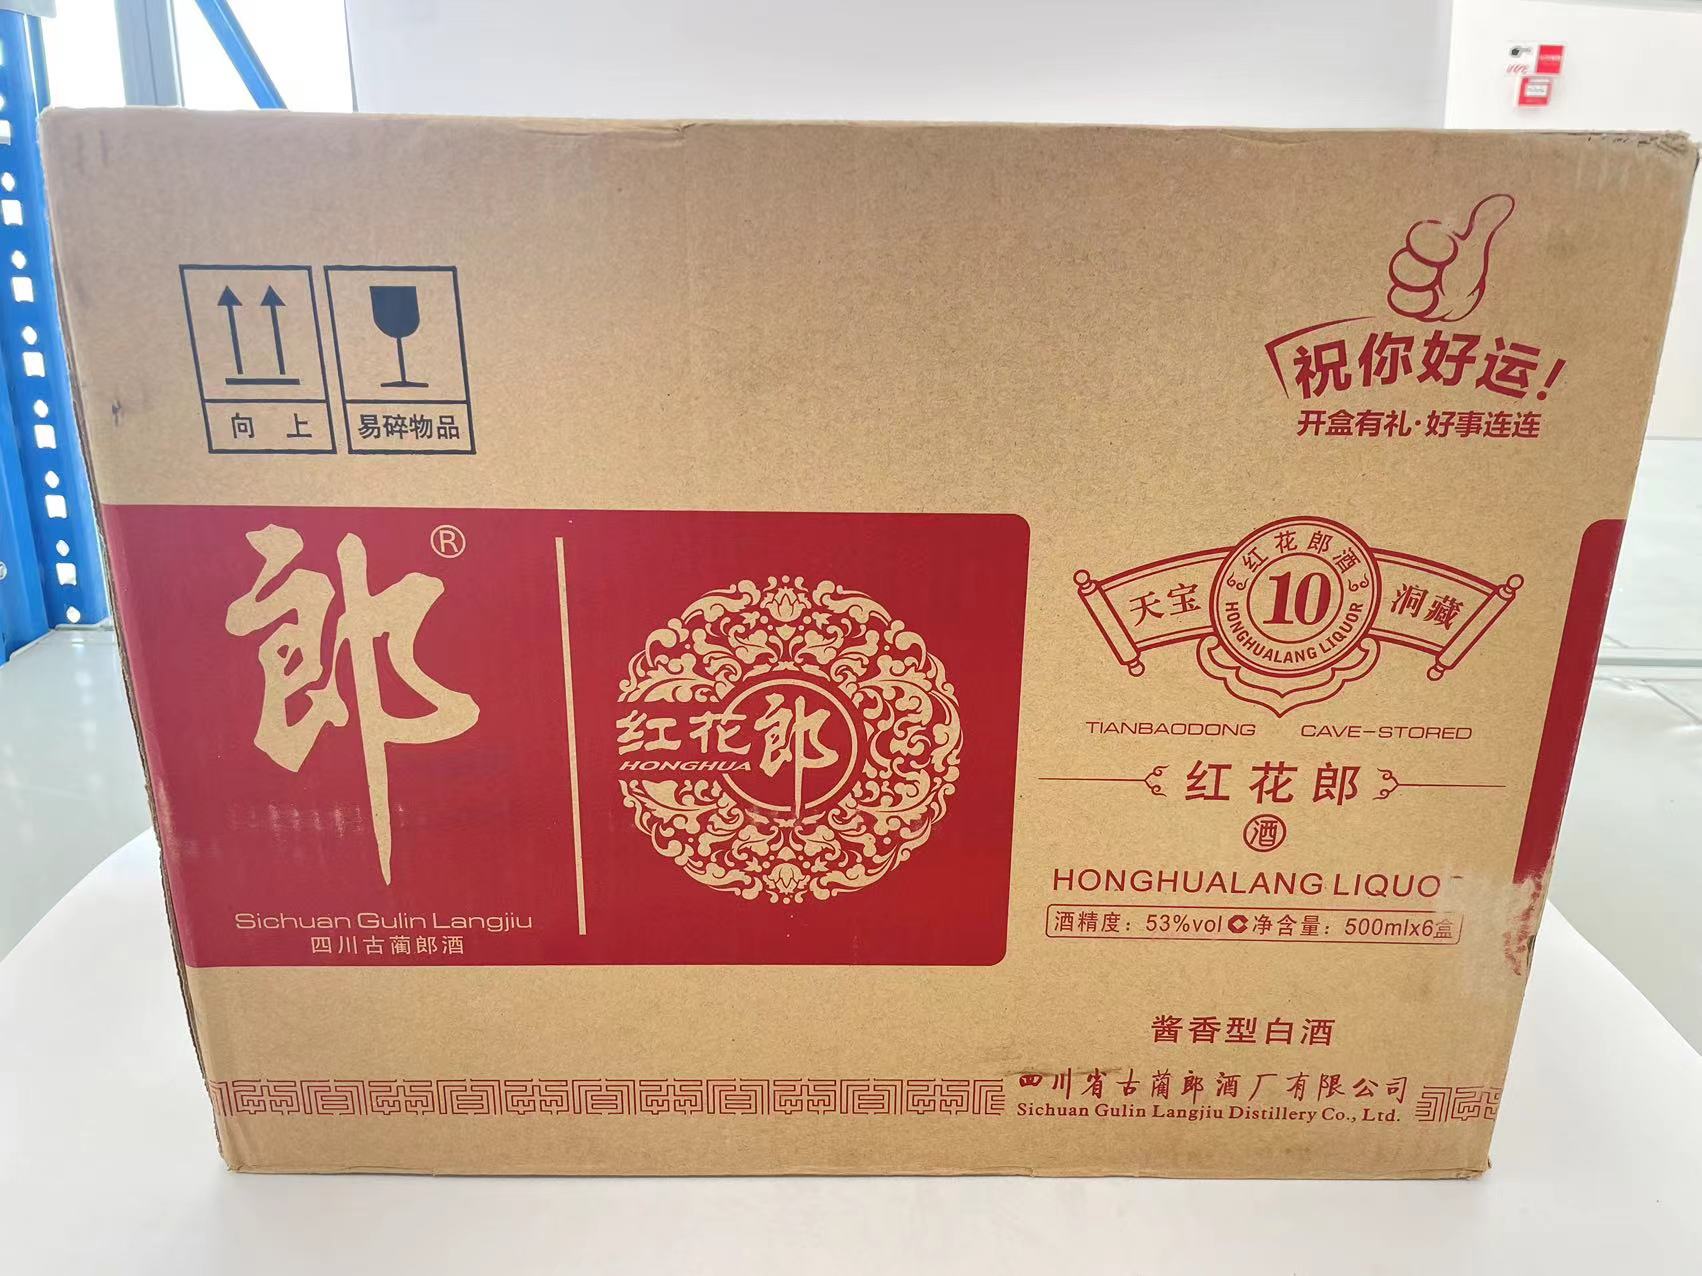 向 上
易碎物品
祝你好运!
开盒有礼·好事连连
郎®
红花郎
HONGHUA
Sichuan Gulin Langjiu
四川古蔺郎酒
红花郎酒
天宝
10
洞藏
HONGHUALANG LIQUOR
TIANBAODONG CAVE-STORED
红花郎
酒
HONGHUALANG LIQUO
酒精度：53%vol 净含量：500mlx6盒
酱香型白酒
四川省古蔺郎酒厂有限公司
Sichuan Gulin Langjiu Distillery Co., Ltd.